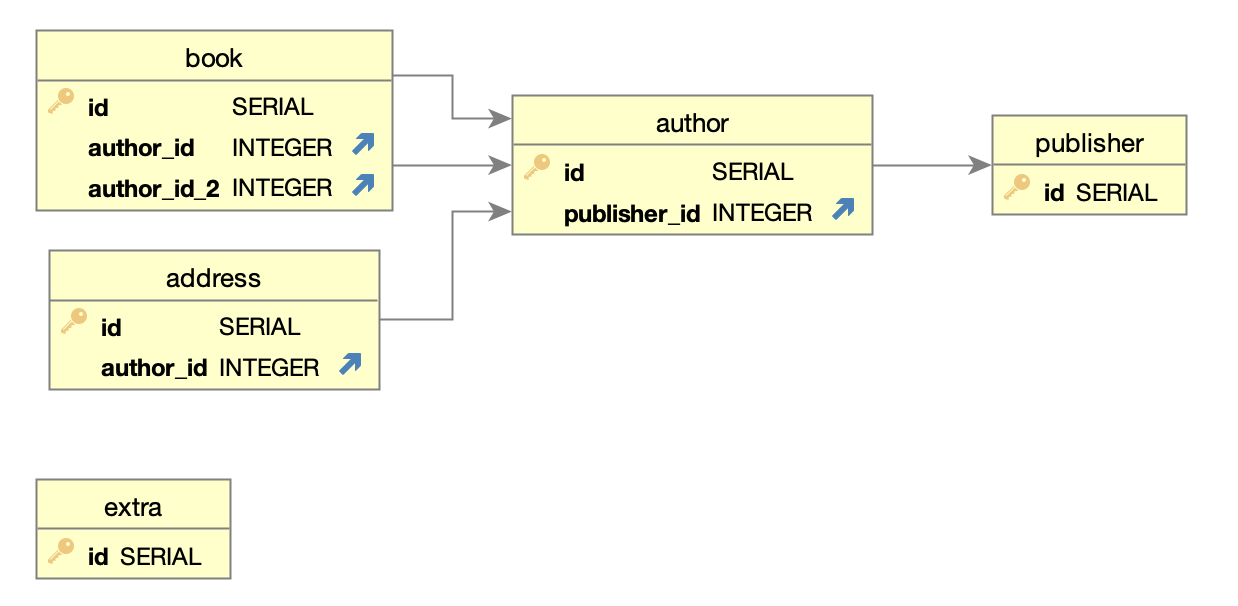 book
id SERIAL
author_id INTEGER
author_id_2 INTEGER
address
id SERIAL
author_id INTEGER
author
id SERIAL
publisher_id INTEGER
publisher
id SERIAL
extra
id SERIAL